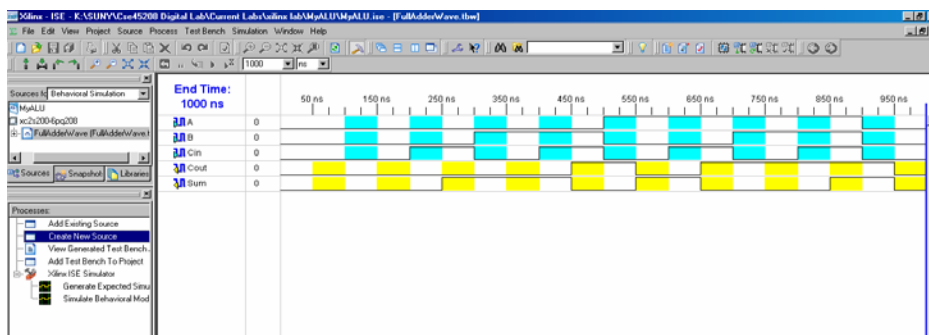 Xilinx - ISE - K:\SUNY\Cse45208 Digital Lab\Current Labs\xilinx lab\MyALU\MyALU.ise - [FullAdderWave.tbw]
File Edit View Project Source Process Test Bench Simulation Window Help
1000 ns
Sources for: Behavioral Simulation
MyALU
xc2s200-6pq208
FullAdderWave (FullAdderWave.t
Sources Snapshot Libraries
Processes:
Add Existing Source
Create New Source
View Generated Test Bench
Add Test Bench To Project
Xilinx ISE Simulator
Generate Expected Simu
Simulate Behavioral Mod
End Time:
1000 ns
50 ns 150 ns 250 ns 350 ns 450 ns 550 ns 650 ns 750 ns 850 ns 950 ns
A 0
B 0
Cin 0
Cout 0
Sum 0